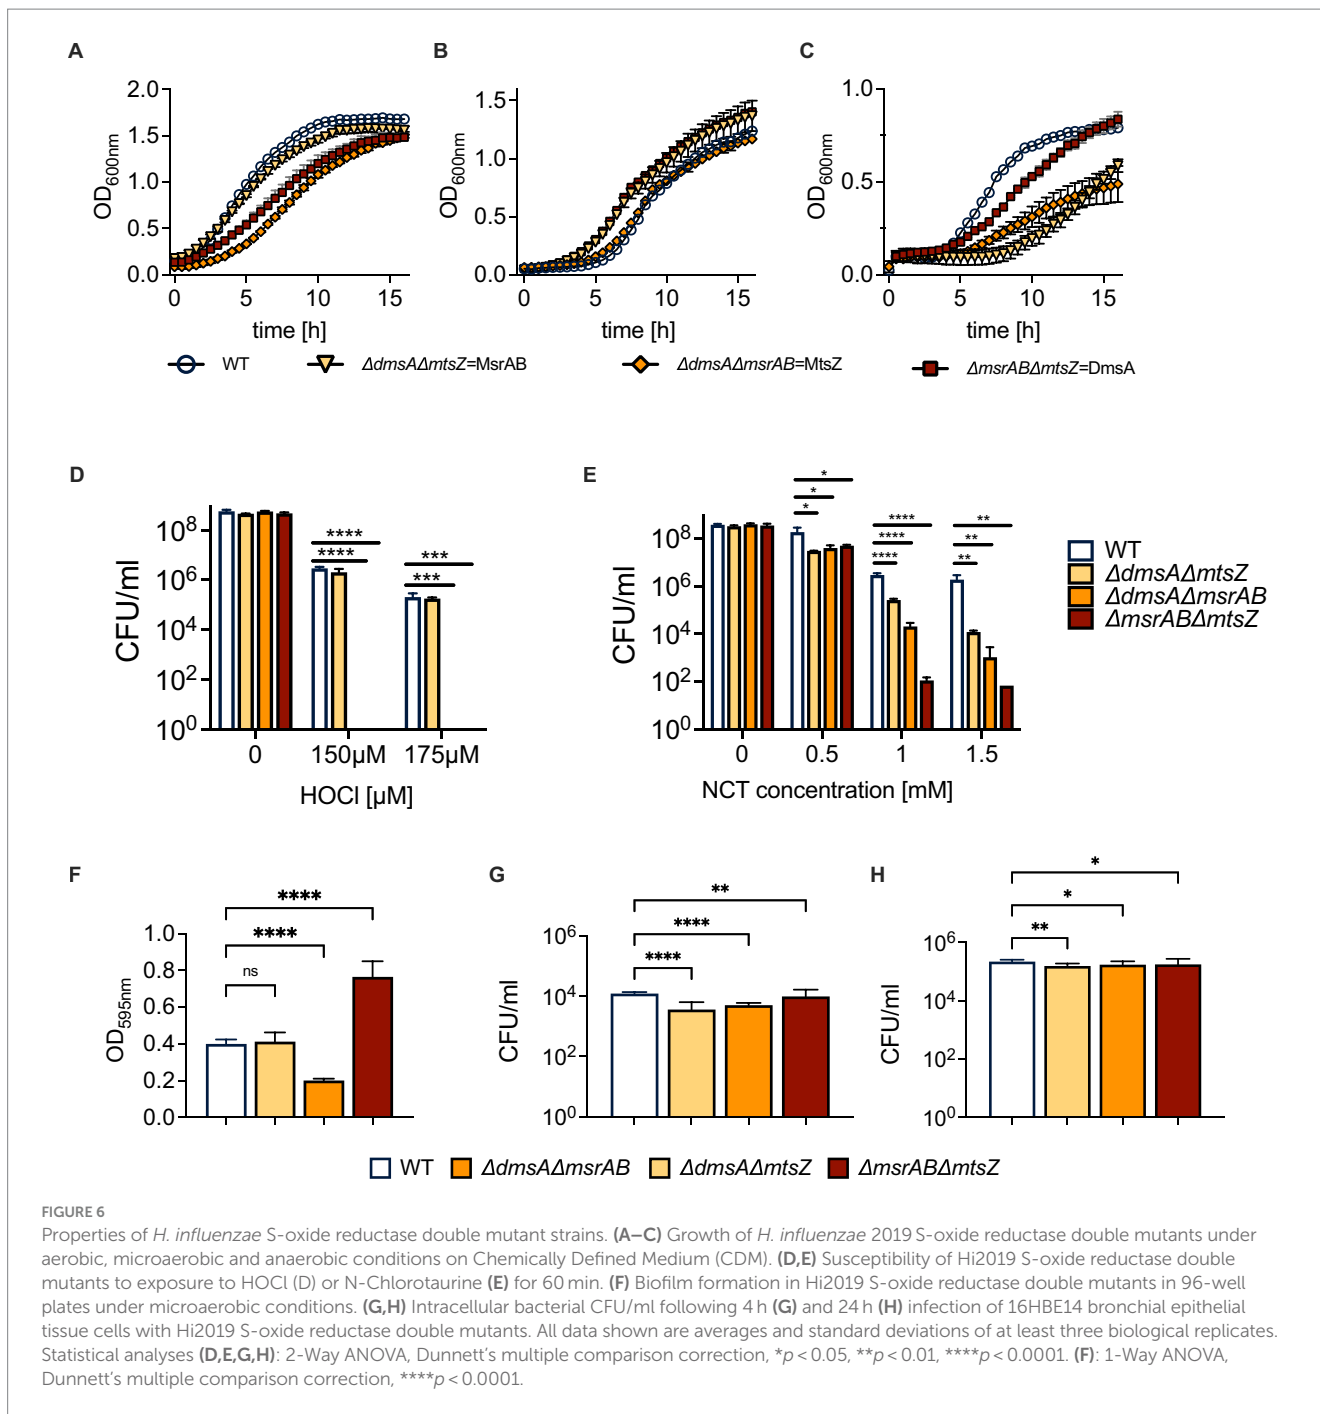 A
B
C
OD600nm
2.0
1.5
1.0
0.5
0.0
0 5 10 15
time [h]
OD600nm
1.5
1.0
0.5
0.0
0 5 10 15
time [h]
OD600nm
1.0
0.5
0.0
0 5 10 15
time [h]
WT ΔdmsAΔmtsZ=MsrAB ΔdmsAΔmsrAB=MtsZ ΔmsrABΔmtsZ=DmsA
D
CFU/ml
10^8
10^6
10^4
10^2
10^0
****
****
***
***
0 150μM 175μM
HOCl [μM]
E
CFU/ml
10^8
10^6
10^4
10^2
10^0
*
*
*
****
****
****
**
**
**
0 0.5 1 1.5
NCT concentration [mM]
WT
ΔdmsAΔmtsZ
ΔdmsAΔmsrAB
ΔmsrABΔmtsZ
F
OD595nm
1.0
0.8
0.6
0.4
0.2
0.0
****
****
ns
G
CFU/ml
10^6
10^4
10^2
10^0
**
****
****
H
CFU/ml
10^6
10^4
10^2
10^0
*
*
**
WT ΔdmsAΔmsrAB ΔdmsAΔmtsZ ΔmsrABΔmtsZ
FIGURE 6
Properties of H. influenzae S-oxide reductase double mutant strains. (A–C) Growth of H. influenzae 2019 S-oxide reductase double mutants under
aerobic, microaerobic and anaerobic conditions on Chemically Defined Medium (CDM). (D,E) Susceptibility of Hi2019 S-oxide reductase double
mutants to exposure to HOCl (D) or N-Chlorotaurine (E) for 60 min. (F) Biofilm formation in Hi2019 S-oxide reductase double mutants in 96-well
plates under microaerobic conditions. (G,H) Intracellular bacterial CFU/ml following 4 h (G) and 24 h (H) infection of 16HBE14 bronchial epithelial
tissue cells with Hi2019 S-oxide reductase double mutants. All data shown are averages and standard deviations of at least three biological replicates.
Statistical analyses (D,E,G,H): 2-Way ANOVA, Dunnett's multiple comparison correction, *p < 0.05, **p < 0.01, ****p < 0.0001. (F): 1-Way ANOVA,
Dunnett's multiple comparison correction, ****p < 0.0001.